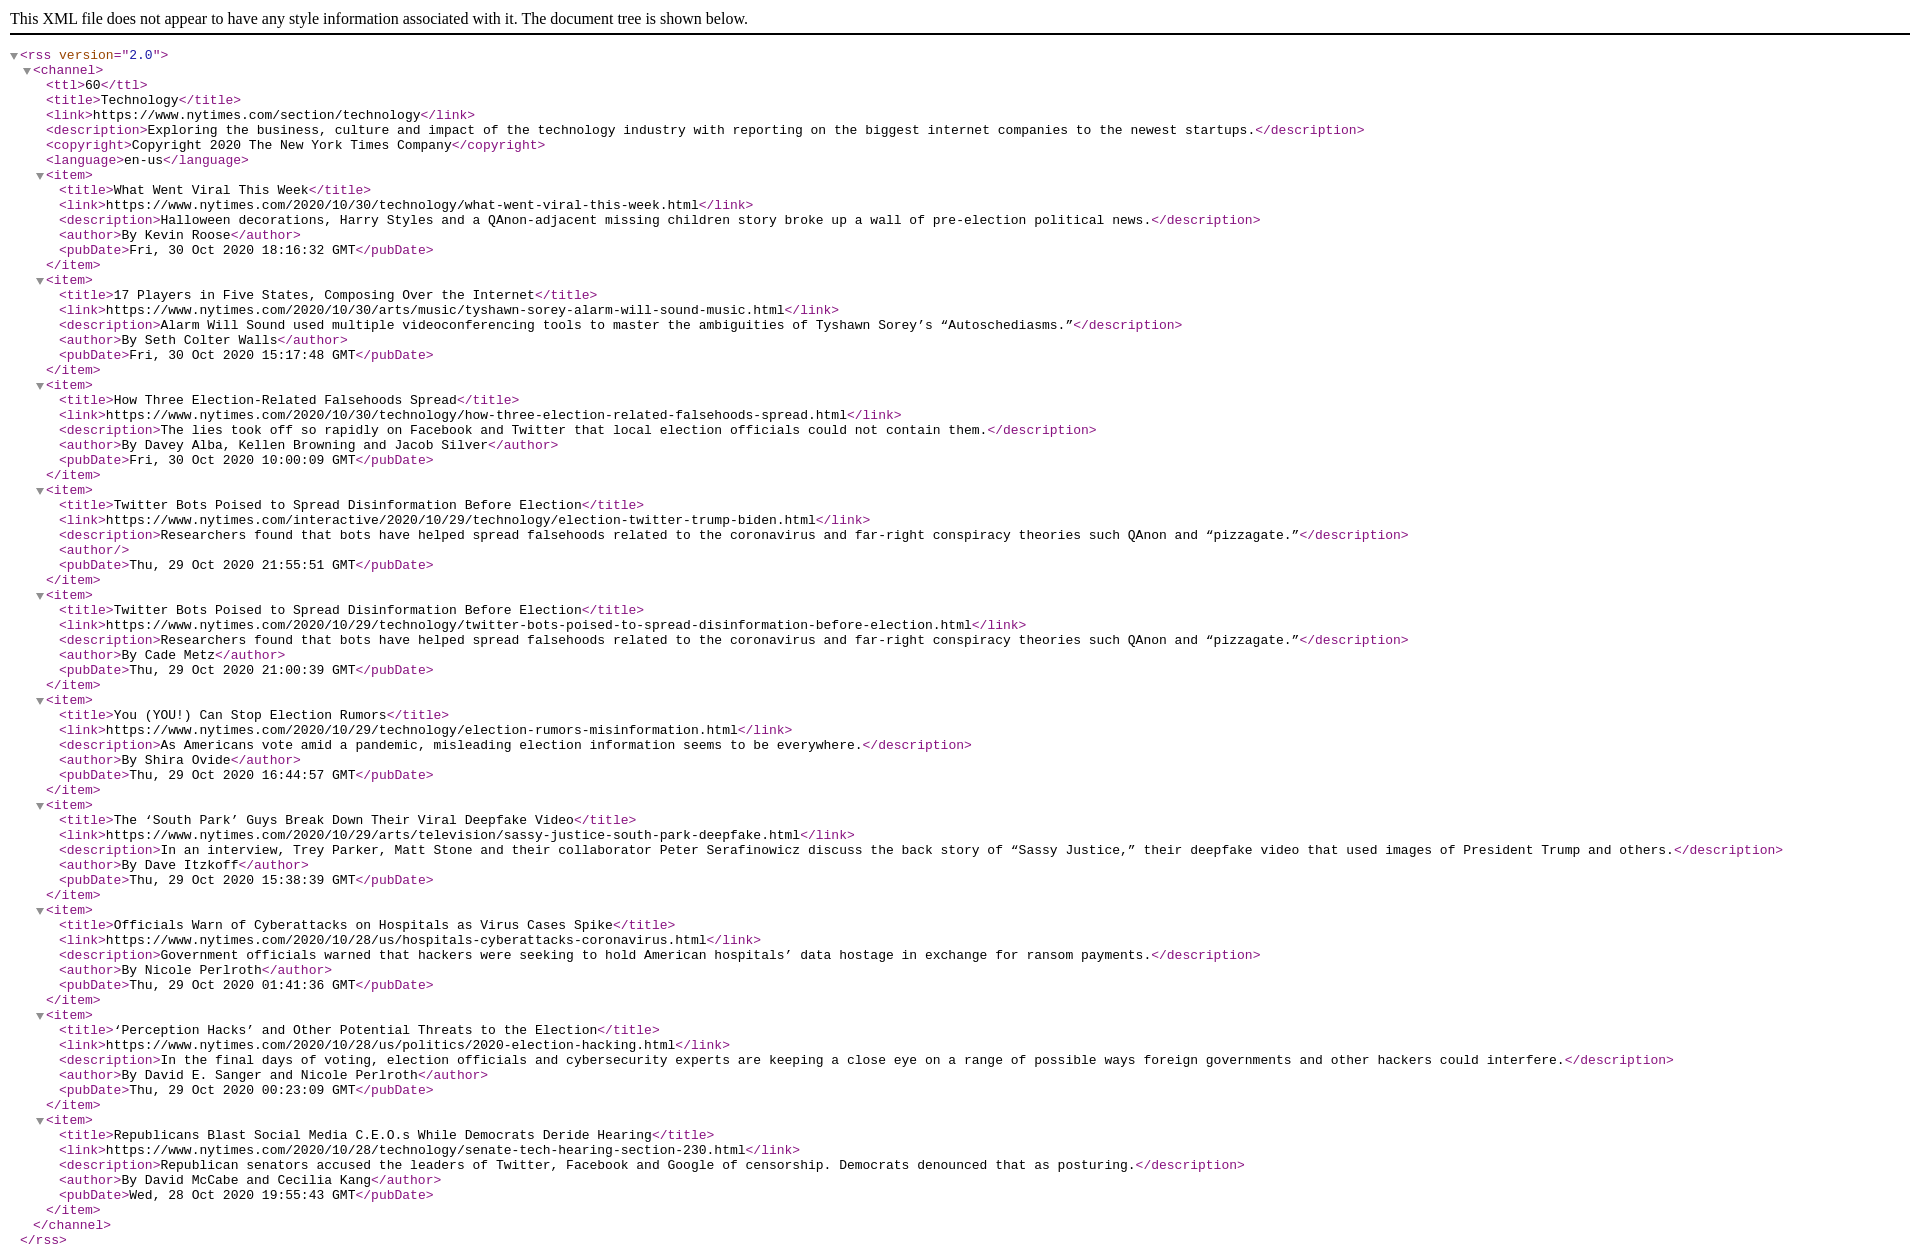 This XML file does not appear to have any style information associated with it. The document tree is shown below.
<rss version="2.0">
<channel>
<ttl>60</ttl>
<title>Technology</title>
<link>https://www.nytimes.com/section/technology</link>
<description>Exploring the business, culture and impact of the technology industry with reporting on the biggest internet companies to the newest startups.</description>
<copyright>Copyright 2020 The New York Times Company</copyright>
<language>en-us</language>
<item>
<title>What Went Viral This Week</title>
<link>https://www.nytimes.com/2020/10/30/technology/what-went-viral-this-week.html</link>
<description>Halloween decorations, Harry Styles and a QAnon-adjacent missing children story broke up a wall of pre-election political news.</description>
<author>By Kevin Roose</author>
<pubDate>Fri, 30 Oct 2020 18:16:32 GMT</pubDate>
</item>
<item>
<title>17 Players in Five States, Composing Over the Internet</title>
<link>https://www.nytimes.com/2020/10/30/arts/music/tyshawn-sorey-alarm-will-sound-music.html</link>
<description>Alarm Will Sound used multiple videoconferencing tools to master the ambiguities of Tyshawn Sorey’s “Autoschediasms.”</description>
<author>By Seth Colter Walls</author>
<pubDate>Fri, 30 Oct 2020 15:17:48 GMT</pubDate>
</item>
<item>
<title>How Three Election-Related Falsehoods Spread</title>
<link>https://www.nytimes.com/2020/10/30/technology/how-three-election-related-falsehoods-spread.html</link>
<description>The lies took off so rapidly on Facebook and Twitter that local election officials could not contain them.</description>
<author>By Davey Alba, Kellen Browning and Jacob Silver</author>
<pubDate>Fri, 30 Oct 2020 10:00:09 GMT</pubDate>
</item>
<item>
<title>Twitter Bots Poised to Spread Disinformation Before Election</title>
<link>https://www.nytimes.com/interactive/2020/10/29/technology/election-twitter-trump-biden.html</link>
<description>Researchers found that bots have helped spread falsehoods related to the coronavirus and far-right conspiracy theories such QAnon and “pizzagate.”</description>
<author/>
<pubDate>Thu, 29 Oct 2020 21:55:51 GMT</pubDate>
</item>
<item>
<title>Twitter Bots Poised to Spread Disinformation Before Election</title>
<link>https://www.nytimes.com/2020/10/29/technology/twitter-bots-poised-to-spread-disinformation-before-election.html</link>
<description>Researchers found that bots have helped spread falsehoods related to the coronavirus and far-right conspiracy theories such QAnon and “pizzagate.”</description>
<author>By Cade Metz</author>
<pubDate>Thu, 29 Oct 2020 21:00:39 GMT</pubDate>
</item>
<item>
<title>You (YOU!) Can Stop Election Rumors</title>
<link>https://www.nytimes.com/2020/10/29/technology/election-rumors-misinformation.html</link>
<description>As Americans vote amid a pandemic, misleading election information seems to be everywhere.</description>
<author>By Shira Ovide</author>
<pubDate>Thu, 29 Oct 2020 16:44:57 GMT</pubDate>
</item>
<item>
<title>The ‘South Park’ Guys Break Down Their Viral Deepfake Video</title>
<link>https://www.nytimes.com/2020/10/29/arts/television/sassy-justice-south-park-deepfake.html</link>
<description>In an interview, Trey Parker, Matt Stone and their collaborator Peter Serafinowicz discuss the back story of “Sassy Justice,” their deepfake video that used images of President Trump and others.</description>
<author>By Dave Itzkoff</author>
<pubDate>Thu, 29 Oct 2020 15:38:39 GMT</pubDate>
</item>
<item>
<title>Officials Warn of Cyberattacks on Hospitals as Virus Cases Spike</title>
<link>https://www.nytimes.com/2020/10/28/us/hospitals-cyberattacks-coronavirus.html</link>
<description>Government officials warned that hackers were seeking to hold American hospitals’ data hostage in exchange for ransom payments.</description>
<author>By Nicole Perlroth</author>
<pubDate>Thu, 29 Oct 2020 01:41:36 GMT</pubDate>
</item>
<item>
<title>‘Perception Hacks’ and Other Potential Threats to the Election</title>
<link>https://www.nytimes.com/2020/10/28/us/politics/2020-election-hacking.html</link>
<description>In the final days of voting, election officials and cybersecurity experts are keeping a close eye on a range of possible ways foreign governments and other hackers could interfere.</description>
<author>By David E. Sanger and Nicole Perlroth</author>
<pubDate>Thu, 29 Oct 2020 00:23:09 GMT</pubDate>
</item>
<item>
<title>Republicans Blast Social Media C.E.O.s While Democrats Deride Hearing</title>
<link>https://www.nytimes.com/2020/10/28/technology/senate-tech-hearing-section-230.html</link>
<description>Republican senators accused the leaders of Twitter, Facebook and Google of censorship. Democrats denounced that as posturing.</description>
<author>By David McCabe and Cecilia Kang</author>
<pubDate>Wed, 28 Oct 2020 19:55:43 GMT</pubDate>
</item>
</channel>
</rss>